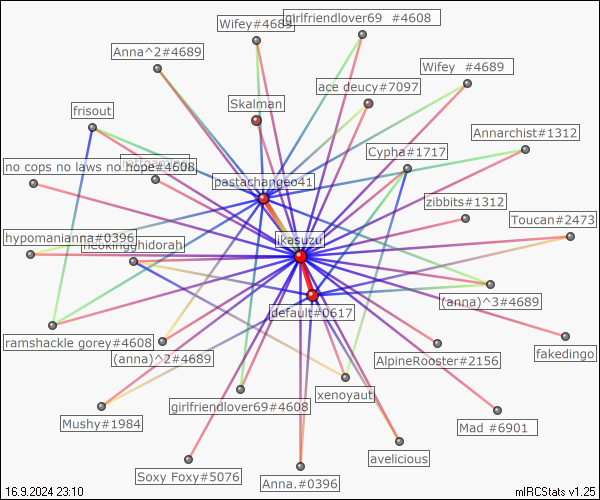 Wifey#4689
girlfriendlover69 #4608
Anna^2#4689
Wifey #4689
ace deucy#7097
Skalman
frisout
Annarchist#1312
Cypha#1717
no cops no laws no hope#4608
pastachangeo41
zibbits#1312
Toucan#2473
hypomanianna#0396
ikasuzu
(anna)^3#4689
default#0617
ramshackle gorey#4608
(anna)^2#4689
fakedingo
AlpineRooster#2156
xenoyaut
girlfriendlover69#4608
Mushy#1984
Mad #6901
avelicious
Soxy Foxy#5076
Anna.#0396
16.9.2024 23:10
mIRCStats v1.25